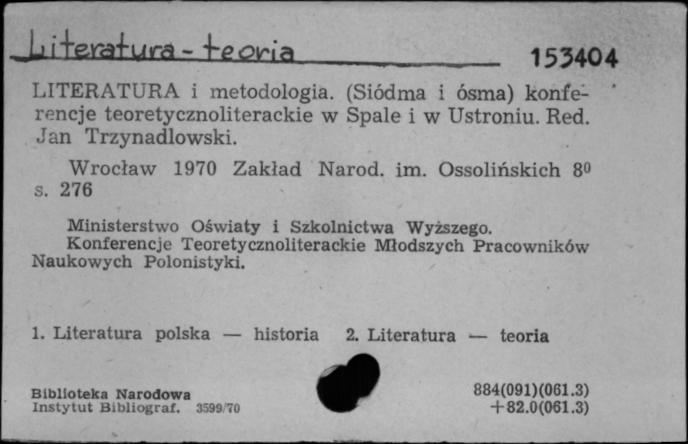 Literatura - teoria 153404
LITERATURA i metodologia. (Siódma i ósma) konfe-
rencje teoretycznoliterackie w Spale i w Ustroniu. Red.
Jan Trzynadlowski.
Wrocław 1970 Zakład Narod. im. Ossolińskich 8⁰
s. 276
Ministerstwo Oświaty i Szkolnictwa Wyższego.
Konferencje Teoretycznoliterackie Młodszych Pracowników
Naukowych Polonistyki.
1. Literatura polska — historia 2. Literatura — teoria
Biblioteka Narodowa 884(091)(061.3)
Instytut Bibliograf. 3599/70 +82.0(061.3)